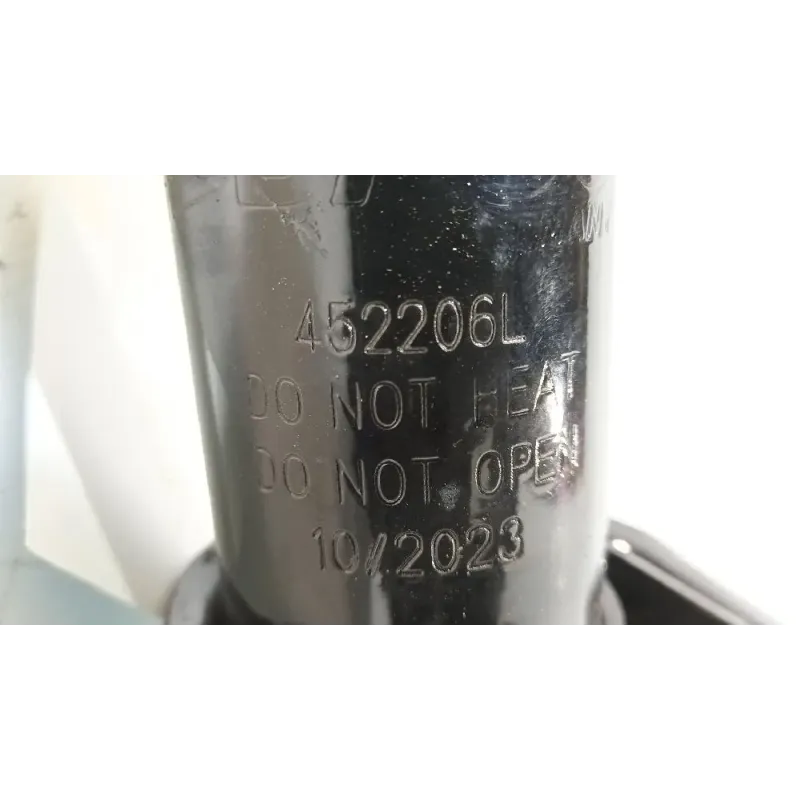 452206L
DO NOT HEAT
DO NOT OPEN
10/2023